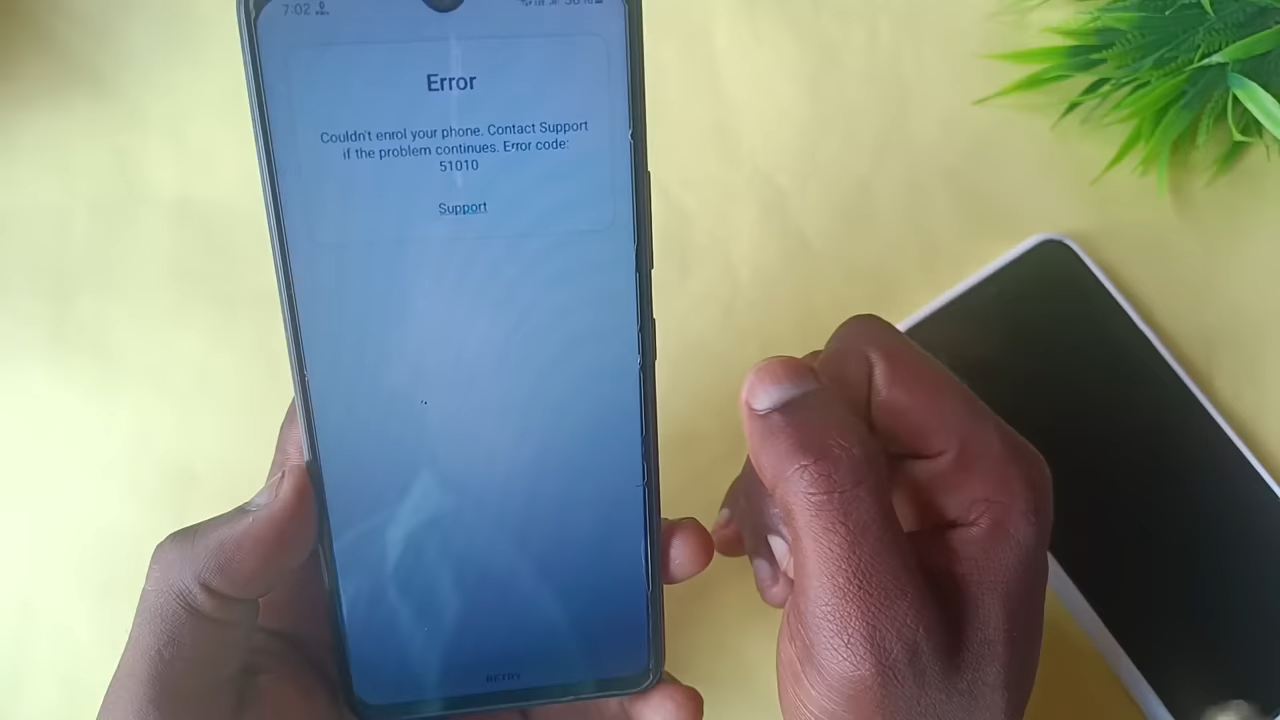 7:02
Error
Couldn't enrol your phone. Contact Support
if the problem continues. Error code:
51010
Support
RETRY